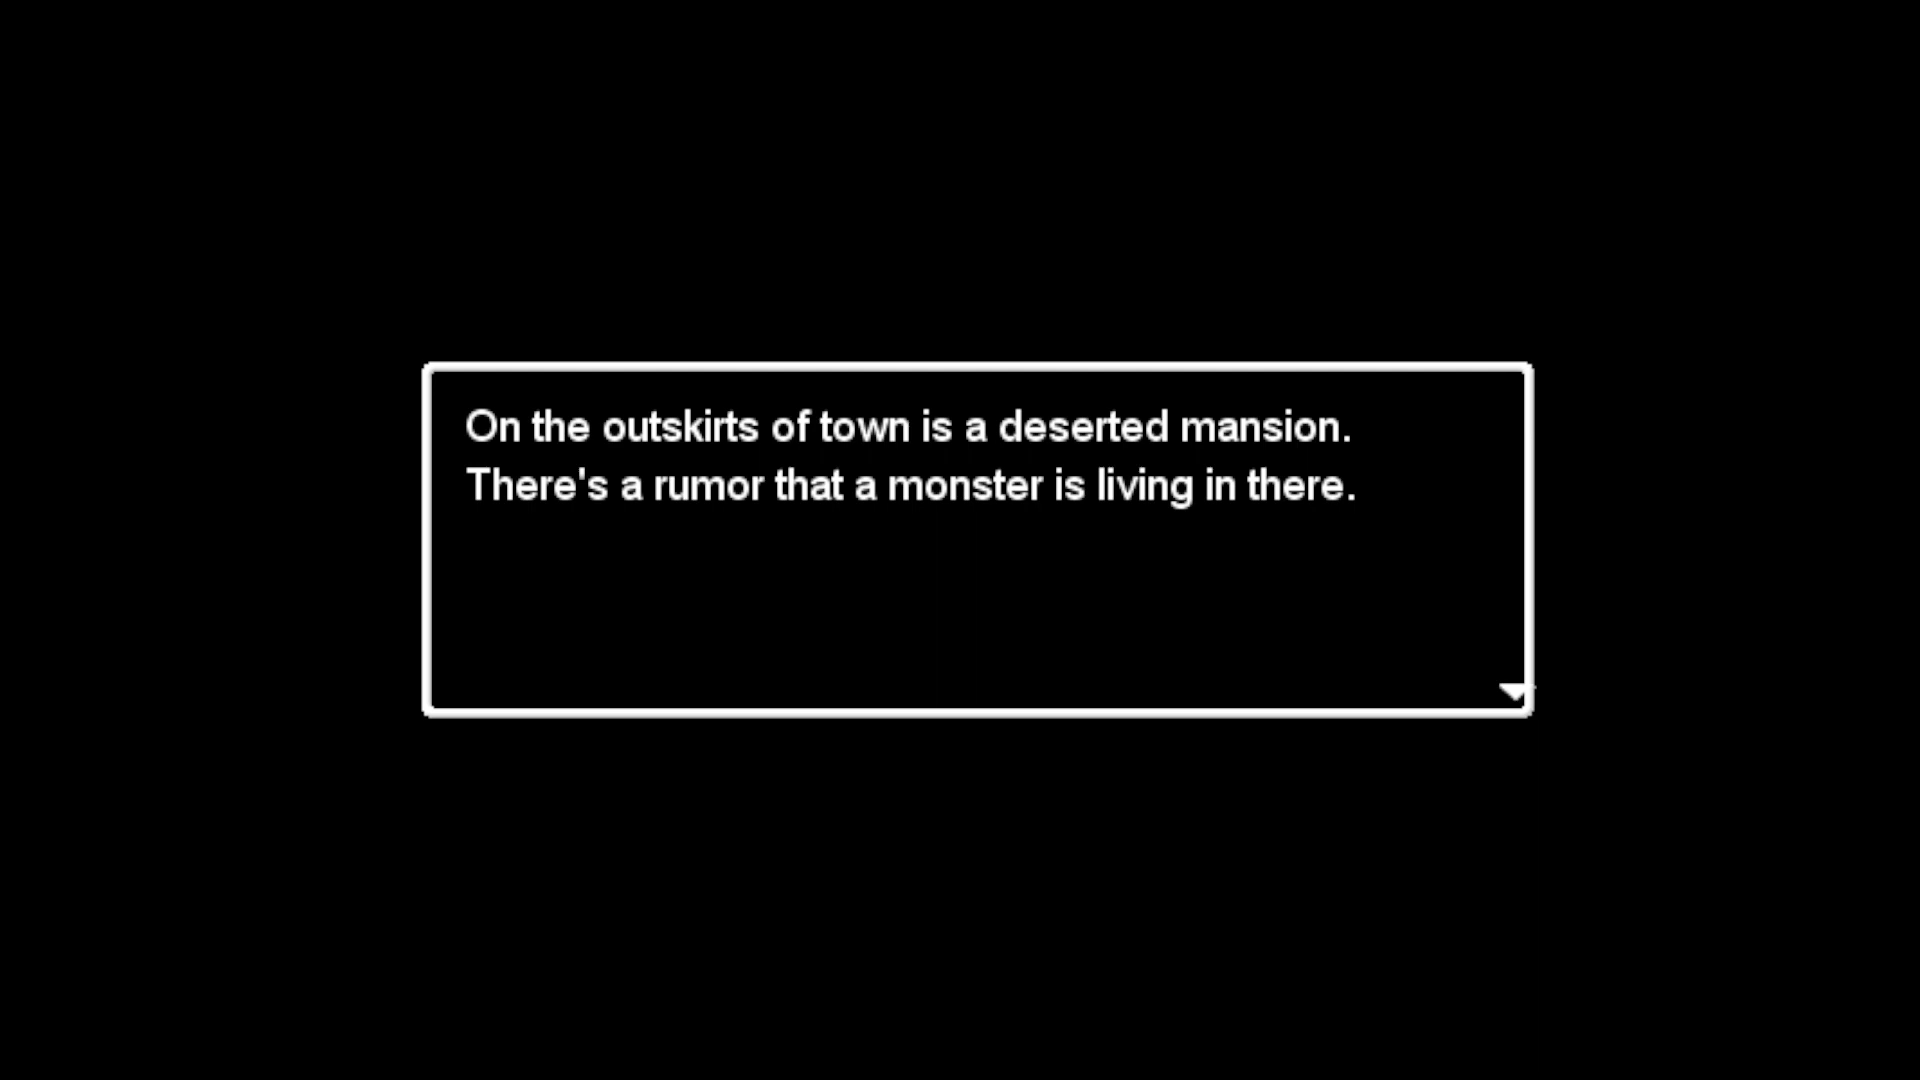 On the outskirts of town is a deserted mansion.
There's a rumor that a monster is living in there.